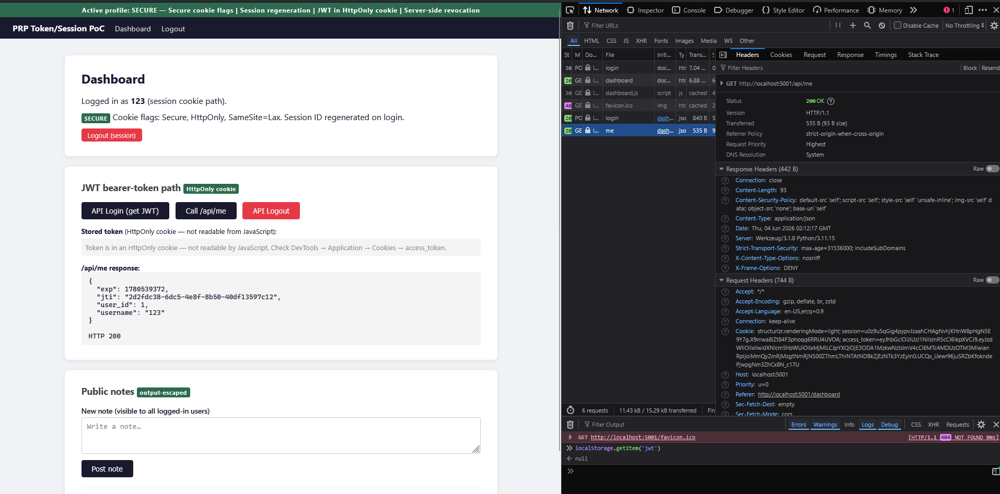 Active profile: SECURE — Secure cookie flags | Session regeneration | JWT in HttpOnly cookie | Server-side revocation
PRP Token/Session PoC Dashboard Logout
Dashboard
Logged in as 123 (session cookie path).
SECURE Cookie flags: Secure, HttpOnly, SameSite=Lax. Session ID regenerated on login.
Logout (session)
JWT bearer-token path HttpOnly cookie
API Login (get JWT) Call /api/me API Logout
Stored token (HttpOnly cookie — not readable from JavaScript):
Token is in an HttpOnly cookie — not readable by JavaScript. Check DevTools → Application → Cookies → access_token.
/api/me response:
{
"exp": 1780539372,
"jti": "2d2fdc38-6dc5-4e8f-8b50-40df13597c12",
"user_id": 1,
"username": "123"
}
HTTP 200
Public notes output-escaped
New note (visible to all logged-in users)
Write a note…
Post note
Network Inspector Console Debugger Style Editor Performance Memory 1
Filter URLs Disable Cache No Throttling
All HTML CSS JS XHR Fonts Images Media WS Other
St M Do... File Initi... Ty Trans... S
30 PO l... login doc... htr 7.04 ... 0
20 GE l... dashboard doc... htr 6.88 ... 6
30 GE l... dashboard.js script js cached 4
40 GE l... favicon.ico img htr cached 2
20 PO l... login dash... jso 840 B 5
20 GE l... me dash... jso 535 B 9
6 requests 11.43 kB / 15.29 kB transferred Fin
Headers Cookies Request Response Timings Stack Trace
Filter Headers Block Resend
GET http://localhost:5001/api/me
Status 200 OK
Version HTTP/1.1
Transferred 535 B (93 B size)
Referrer Policy strict-origin-when-cross-origin
Request Priority Highest
DNS Resolution System
Response Headers (442 B) Raw
Connection: close
Content-Length: 93
Content-Security-Policy: default-src 'self'; script-src 'self'; style-src 'self' 'unsafe-inline'; img-src 'self' d
ata:; object-src 'none'; base-uri 'self'
Content-Type: application/json
Date: Thu, 04 Jun 2026 02:12:17 GMT
Server: Werkzeug/3.1.8 Python/3.11.15
Strict-Transport-Security: max-age=31536000; includeSubDomains
X-Content-Type-Options: nosniff
X-Frame-Options: DENY
Request Headers (744 B) Raw
Accept: */*
Accept-Encoding: gzip, deflate, br, zstd
Accept-Language: en-US,en;q=0.9
Connection: keep-alive
Cookie: structurizr.renderingMode=light;
Host: localhost:5001
Priority: u=0
Referer: http://localhost:5001/dashboard
Sec-Fetch-Dest: empty
Sec-Fetch-Mode: cors
Filter Output Errors Warnings Info Logs Debug CSS XHR Requests
GET http://localhost:5001/favicon.ico [HTTP/1.1 404 NOT FOUND 0ms]
localStorage.getItem('jwt')
null